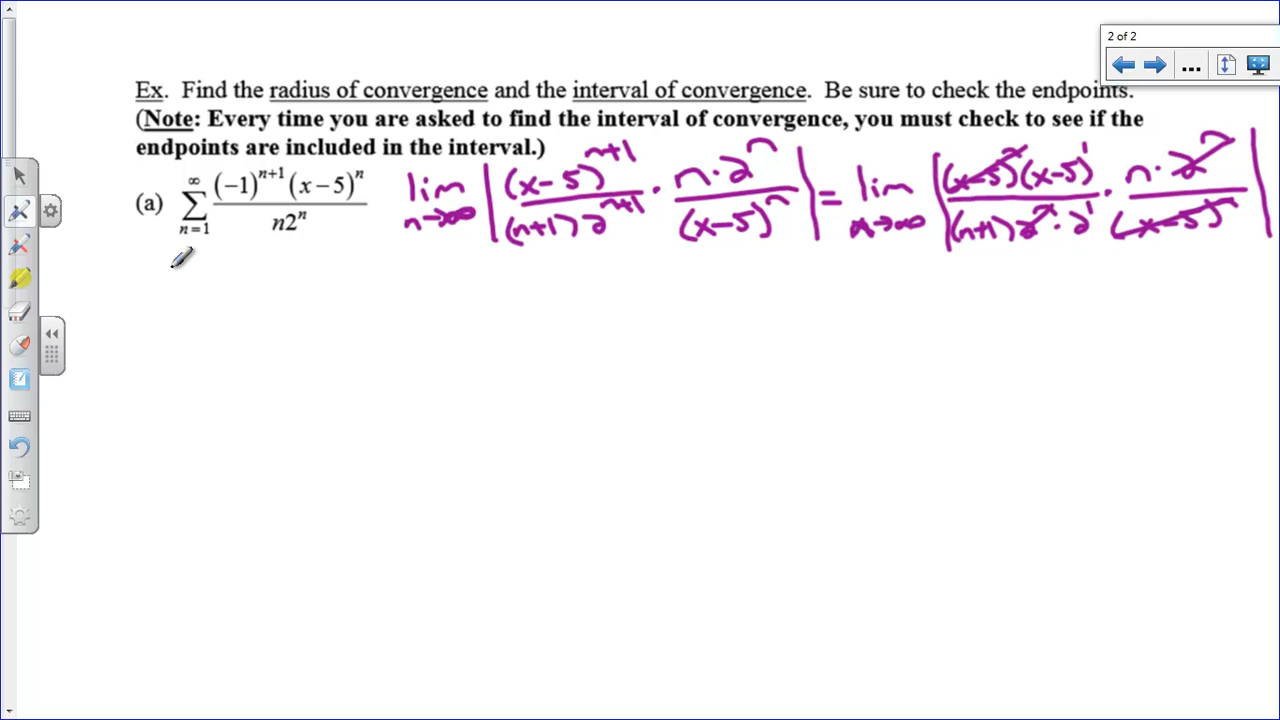 2 of 2
Ex. Find the radius of convergence and the interval of convergence. Be sure to check the endpoints.
(Note: Every time you are asked to find the interval of convergence, you must check to see if the
endpoints are included in the interval.)
(a) ∑_{n=1}^{∞} (−1)^{n+1} (x−5)^n / n2^n lim_{n→∞} | (x-5)^{n+1} / (n+1) 2^{n+1} · n·2^n / (x-5)^n | = lim_{n→∞} | (x-5)^n (x-5)^1 / (n+1) 2^n · 2^1 · n·2^n / (x-5)^n |